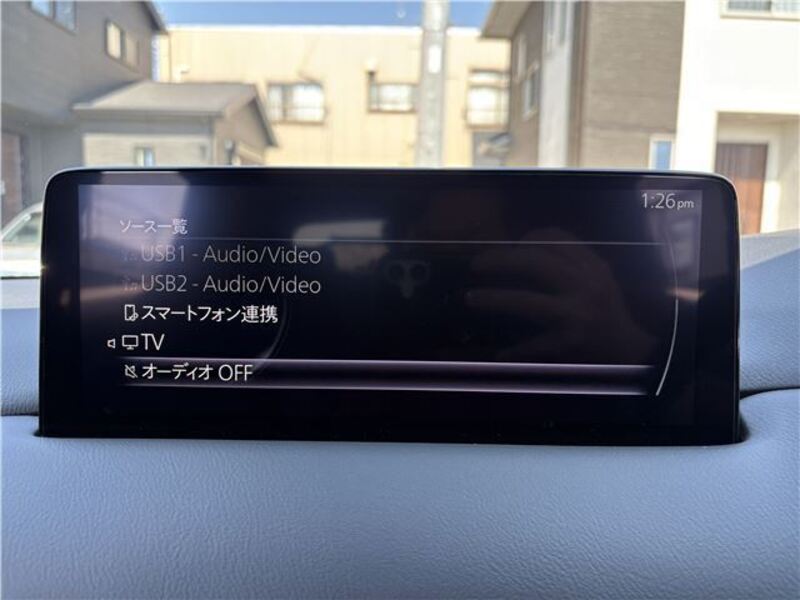 1:26pm
ソース一覧
USB1 - Audio/Video
USB2 - Audio/Video
スマートフォン連携
TV
オーディオ OFF